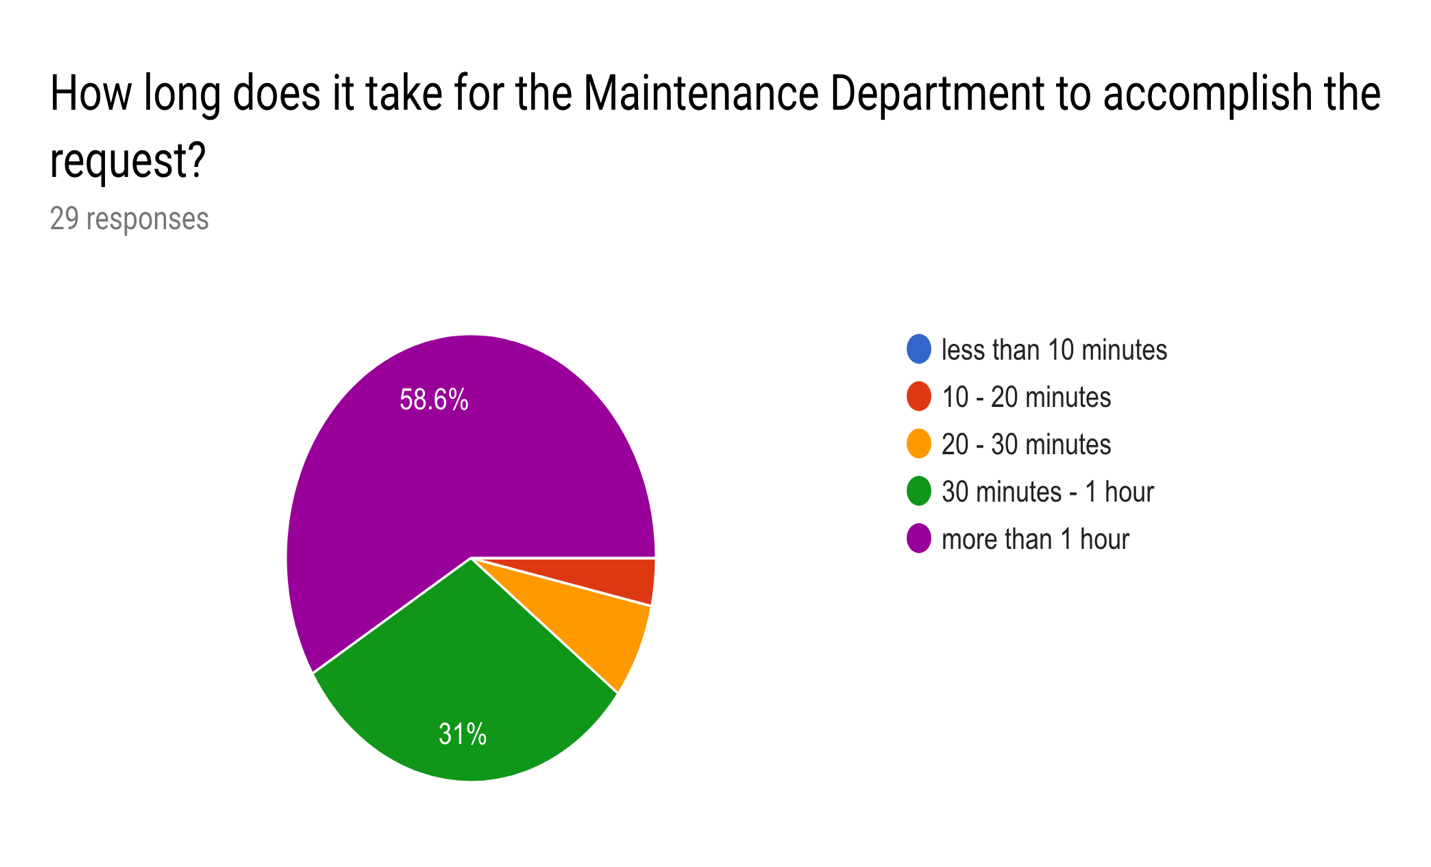 How long does it take for the Maintenance Department to accomplish the
request?
29 responses
58.6%
31%
less than 10 minutes
10 - 20 minutes
20 - 30 minutes
30 minutes - 1 hour
more than 1 hour